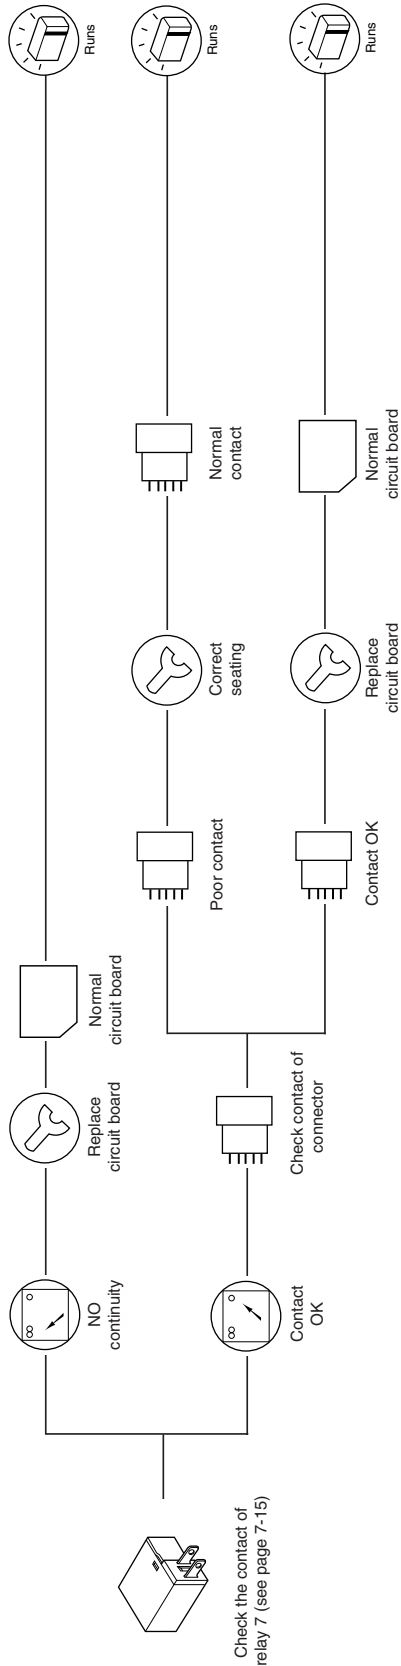 Check the contact of
relay 7 (see page 7-15)
NO
continuity
Replace
circuit board
Normal
circuit board
Runs
Contact
OK
Check contact of
connector
Poor contact
Correct
seating
Normal
contact
Runs
Contact OK
Replace
circuit board
Normal
circuit board
Runs